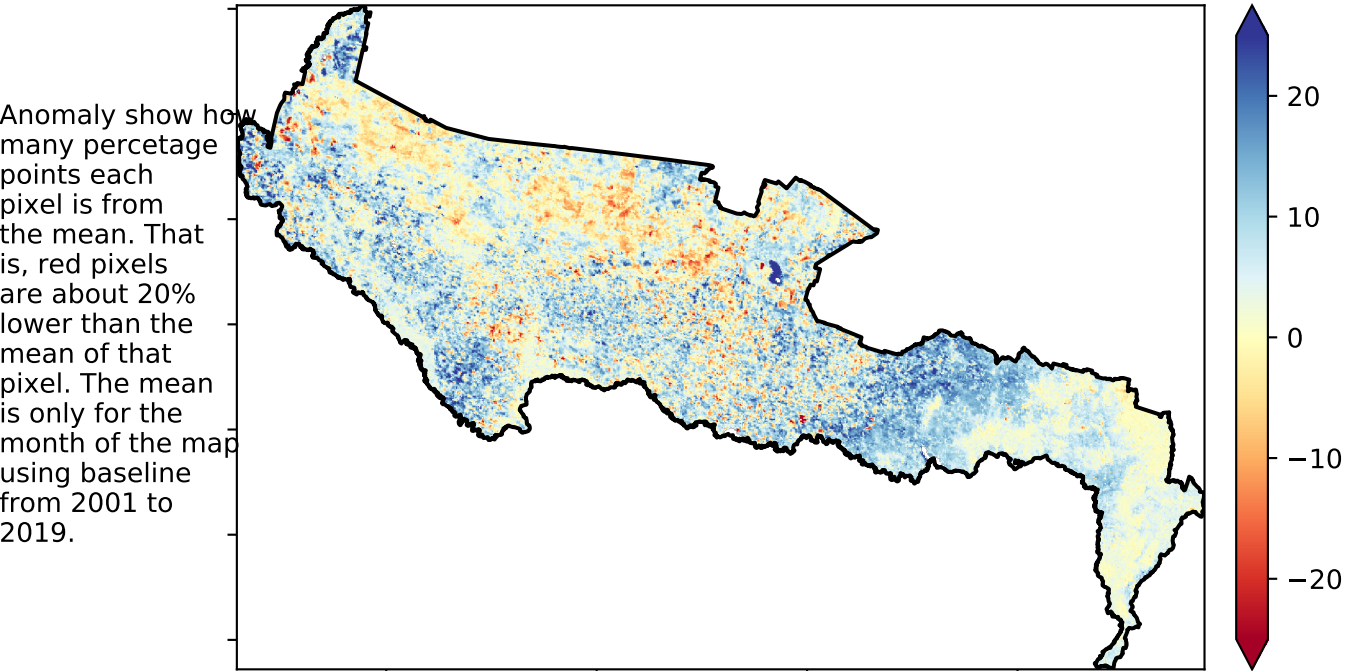 Anomaly show how
many percetage
points each
pixel is from
the mean. That
is, red pixels
are about 20%
lower than the
mean of that
pixel. The mean
is only for the
month of the map
using baseline
from 2001 to
2019.
20
10
0
−10
−20